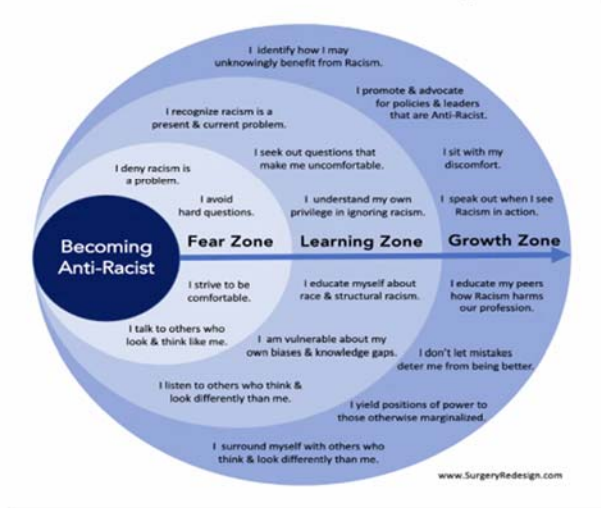 I identify how I may
unknowingly benefit from Racism.
I promote & advocate
for policies & leaders
that are Anti-Racist.
I recognize racism is a
present & current problem.
I seek out questions that
make me uncomfortable.
I sit with my
discomfort.
I deny racism is
a problem.
I avoid
hard questions.
I understand my own
privilege in ignoring racism.
I speak out when I see
Racism in action.
Becoming
Anti-Racist
Fear Zone
Learning Zone
Growth Zone
I strive to be
comfortable.
I educate myself about
race & structural racism.
I educate my peers
how Racism harms
our profession.
I talk to others who
look & think like me.
I am vulnerable about my
own biases & knowledge gaps.
I don't let mistakes
deter me from being better.
I listen to others who think &
look differently than me.
I yield positions of power to
those otherwise marginalized.
I surround myself with others who
think & look differently than me.
www.SurgeryRedesign.com